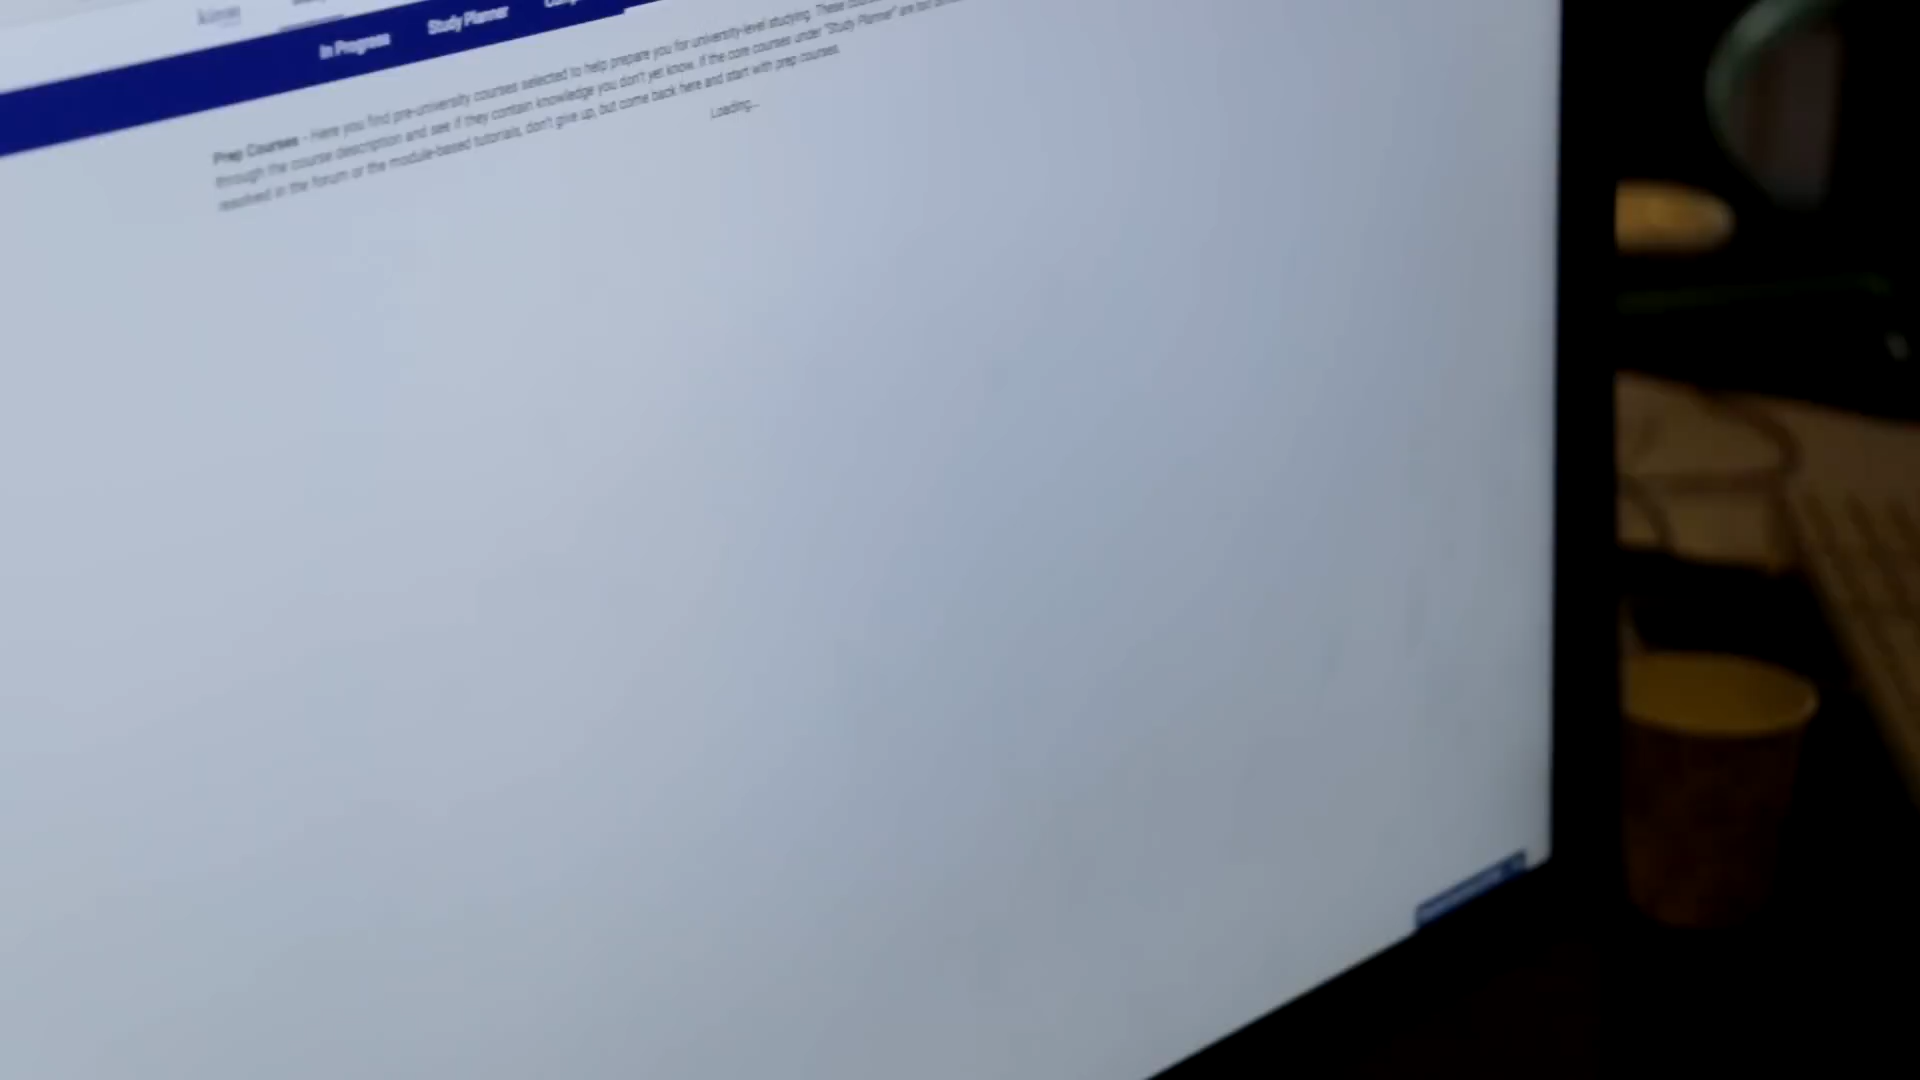 In Progress
Study Planner
Prep Courses - Here you find pre-university courses selected to help prepare you for university-level studying. These
through the course description and see if they contain knowledge you don't yet know. If the core courses under "Study Planner" are too
resolved in the forum or the module-based tutorials, don't give up, but come back here and start with prep courses.
Loading...